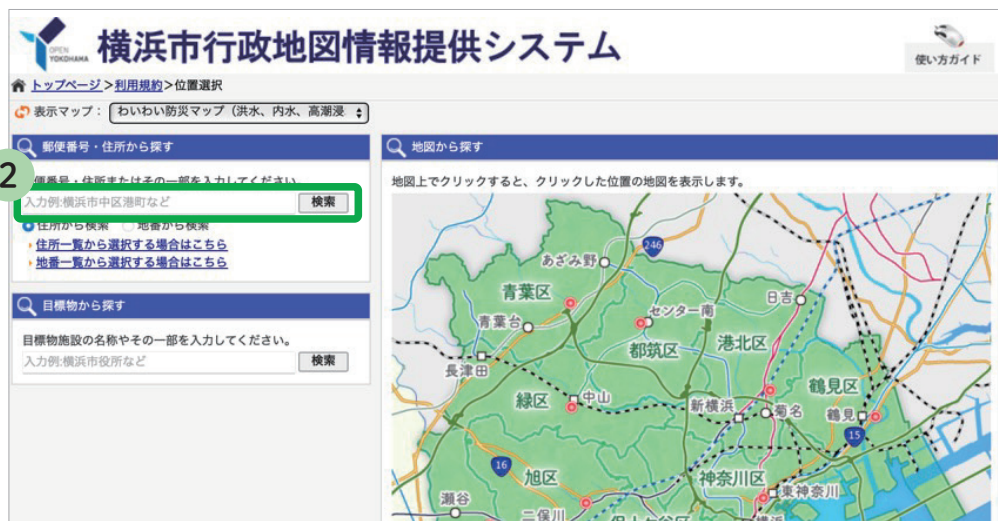 OPEN
YOKOHAMA
横浜市行政地図情報提供システム
使い方ガイド
トップページ>利用規約>位置選択
表示マップ： わいわい防災マップ（洪水、内水、高潮浸
郵便番号・住所から探す
2
便番号・住所またはその一部を入力してください
入力例:横浜市中区港町など
検索
住所から検索 地番から検索
住所一覧から選択する場合はこちら
地番一覧から選択する場合はこちら
目標物から探す
目標物施設の名称やその一部を入力してください。
入力例:横浜市役所など
検索
地図から探す
地図上でクリックすると、クリックした位置の地図を表示します。
246
あざみ野
青葉区
日吉
センター南
青葉台
都筑区
港北区
長津田
鶴見区
緑区
中山
新横浜
菊名
鶴見
15
16
旭区
神奈川区
東神奈川
瀬谷
二俣川
保土ケ谷区
横浜